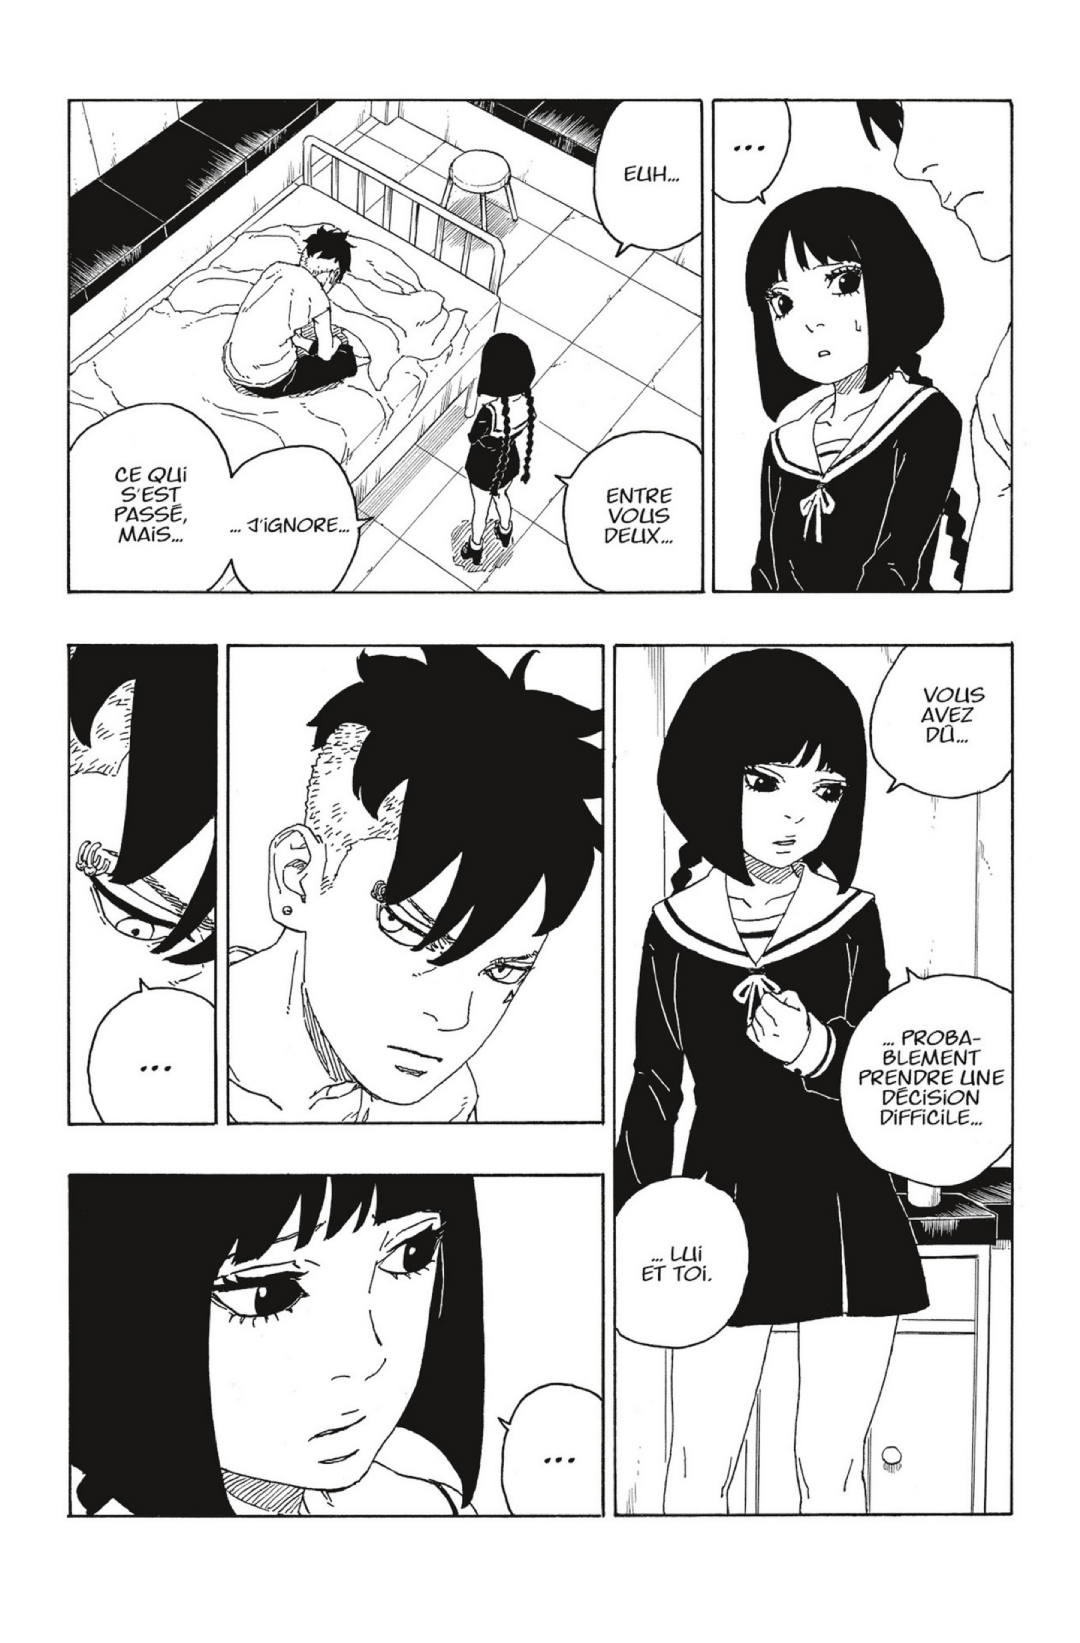 ...
EUH...
ENTRE
VOUS
DEUX...
... J'IGNORE...
CE QUI
S'EST
PASSÉ,
MAIS...
VOUS
AVEZ
DÛ...
... PROBA-
BLEMENT
PRENDRE UNE
DÉCISION
DIFFICILE...
... LUI
ET TOI.
...
...